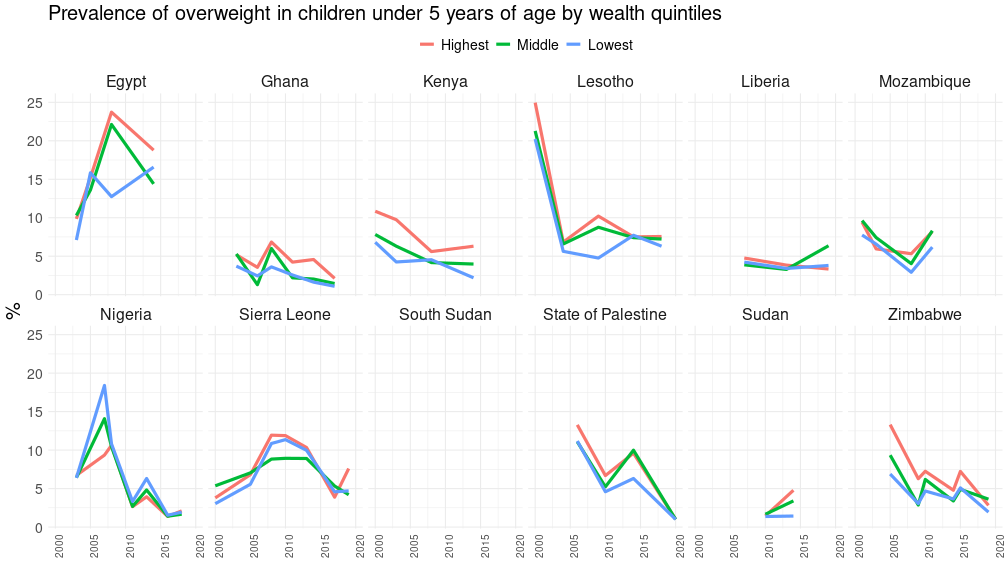 Prevalence of overweight in children under 5 years of age by wealth quintiles
Highest Middle Lowest
Egypt Ghana Kenya Lesotho Liberia Mozambique
25
20
15
10
5
0
%
Nigeria Sierra Leone South Sudan State of Palestine Sudan Zimbabwe
25
20
15
10
5
0
2000 2005 2010 2015 2020 2000 2005 2010 2015 2020 2000 2005 2010 2015 2020 2000 2005 2010 2015 2020 2000 2005 2010 2015 2020 2000 2005 2010 2015 2020